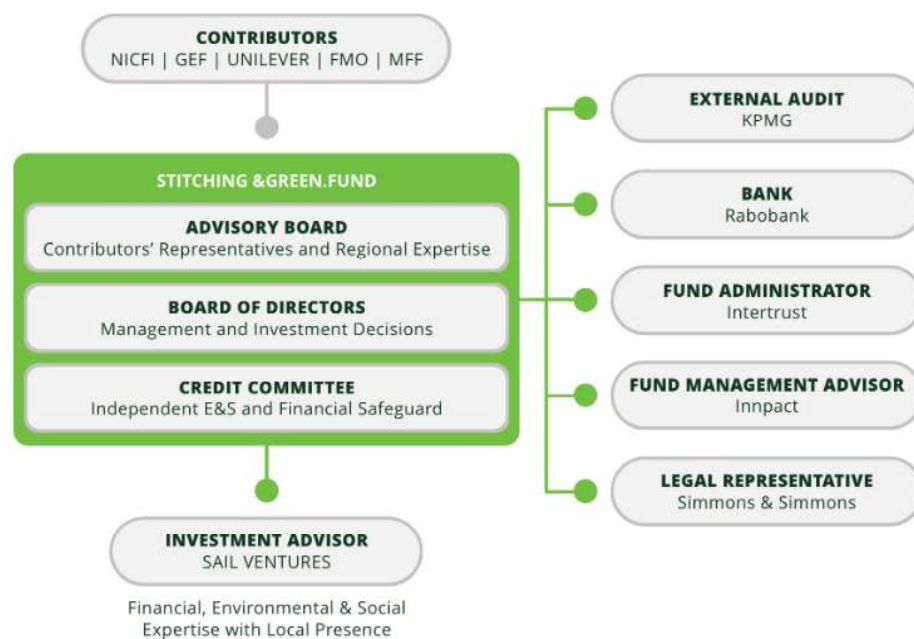 CONTRIBUTORS
NICFI | GEF | UNILEVER | FMO | MFF
STITCHING &GREEN.FUND
ADVISORY BOARD
Contributors' Representatives and Regional Expertise
BOARD OF DIRECTORS
Management and Investment Decisions
CREDIT COMMITTEE
Independent E&S and Financial Safeguard
INVESTMENT ADVISOR
SAIL VENTURES
Financial, Environmental & Social
Expertise with Local Presence
EXTERNAL AUDIT
KPMG
BANK
Rabobank
FUND ADMINISTRATOR
Intertrust
FUND MANAGEMENT ADVISOR
Innpact
LEGAL REPRESENTATIVE
Simmons & Simmons